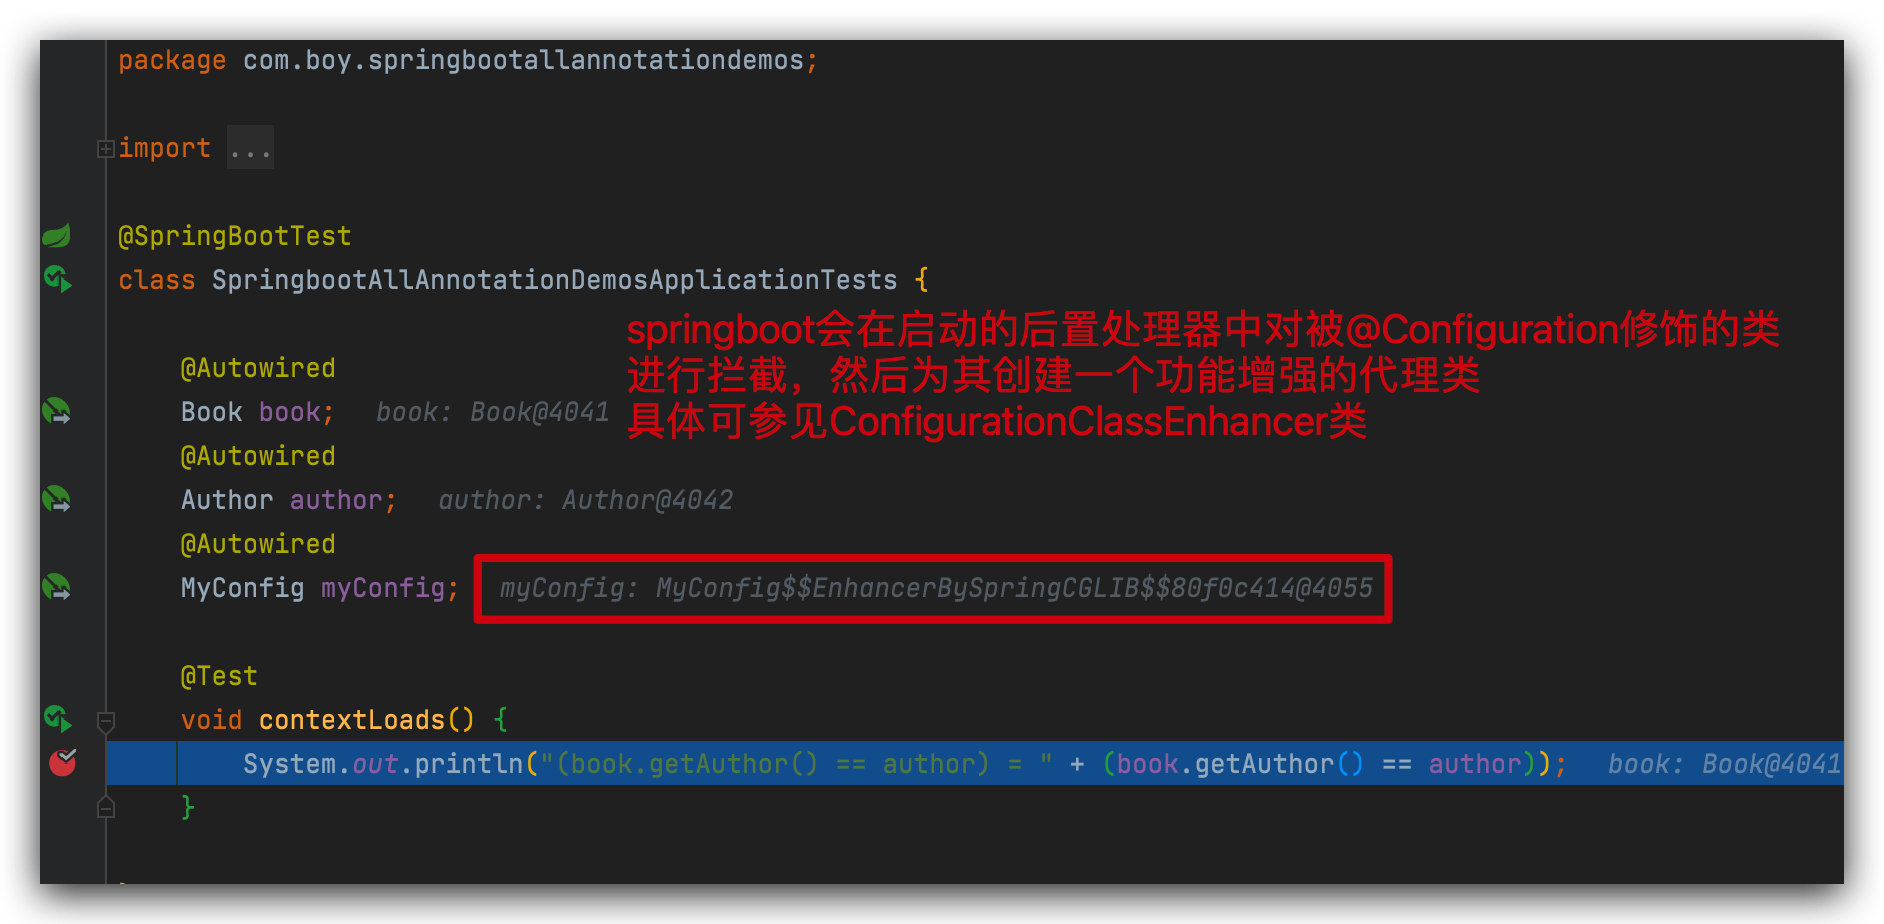 package com.boy.springbootallannotationdemos;
import ...
@SpringBootTest
class SpringbootAllAnnotationDemosApplicationTests {
springboot会在启动的后置处理器中对被@Configuration修饰的类
进行拦截，然后为其创建一个功能增强的代理类
具体可参见ConfigurationClassEnhancer类
@Autowired
Book book; book: Book@4041
@Autowired
Author author; author: Author@4042
@Autowired
MyConfig myConfig; myConfig: MyConfig$$EnhancerBySpringCGLIB$$80f0c414@4055
@Test
void contextLoads() {
System.out.println("(book.getAuthor() == author) = " + (book.getAuthor() == author)); book: Book@4041
}